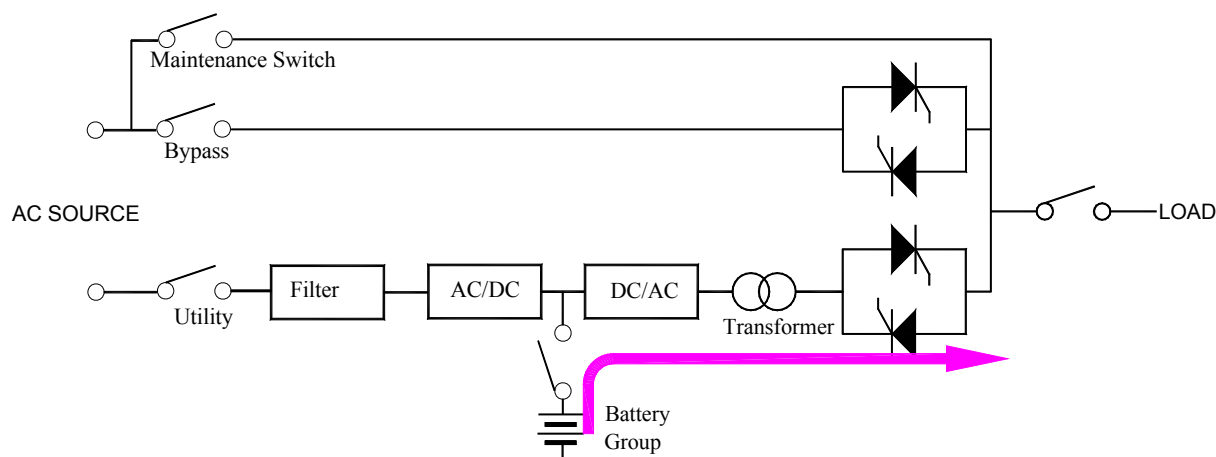 Maintenance Switch
Bypass
AC SOURCE
LOAD
Filter
AC/DC
DC/AC
Utility
Transformer
Battery
Group